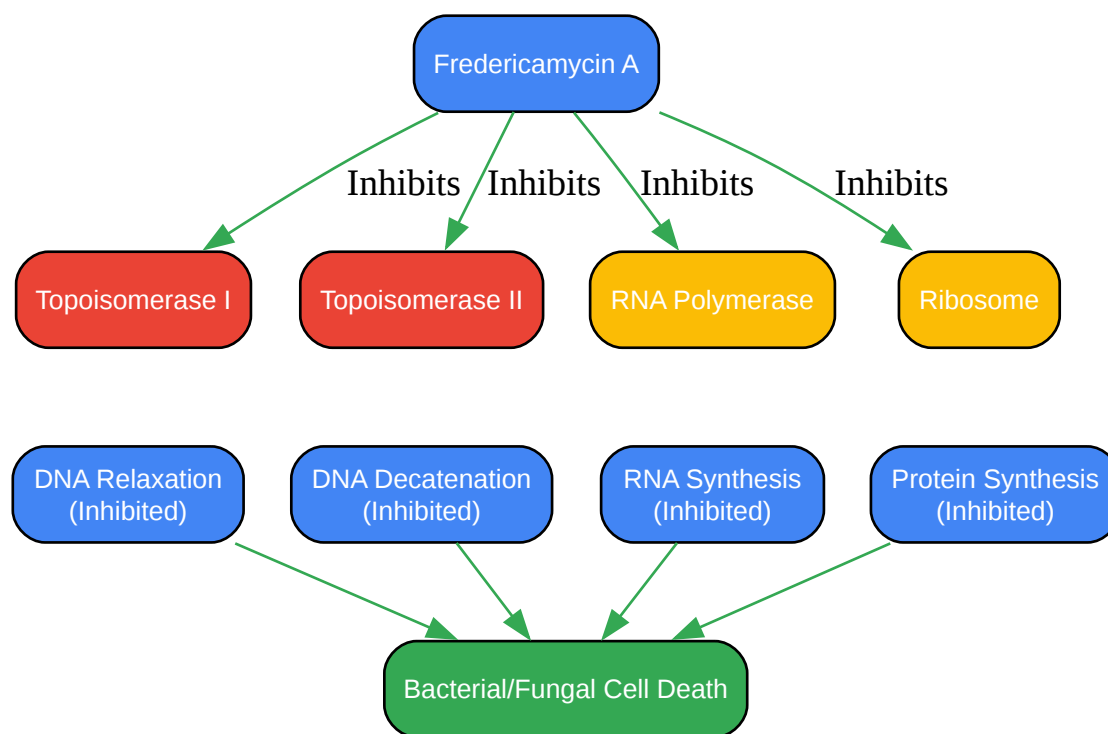 Fredericamycin A
Inhibits
Inhibits
Inhibits
Inhibits
Topoisomerase I
Topoisomerase II
RNA Polymerase
Ribosome
DNA Relaxation
(Inhibited)
DNA Decatenation
(Inhibited)
RNA Synthesis
(Inhibited)
Protein Synthesis
(Inhibited)
Bacterial/Fungal Cell Death